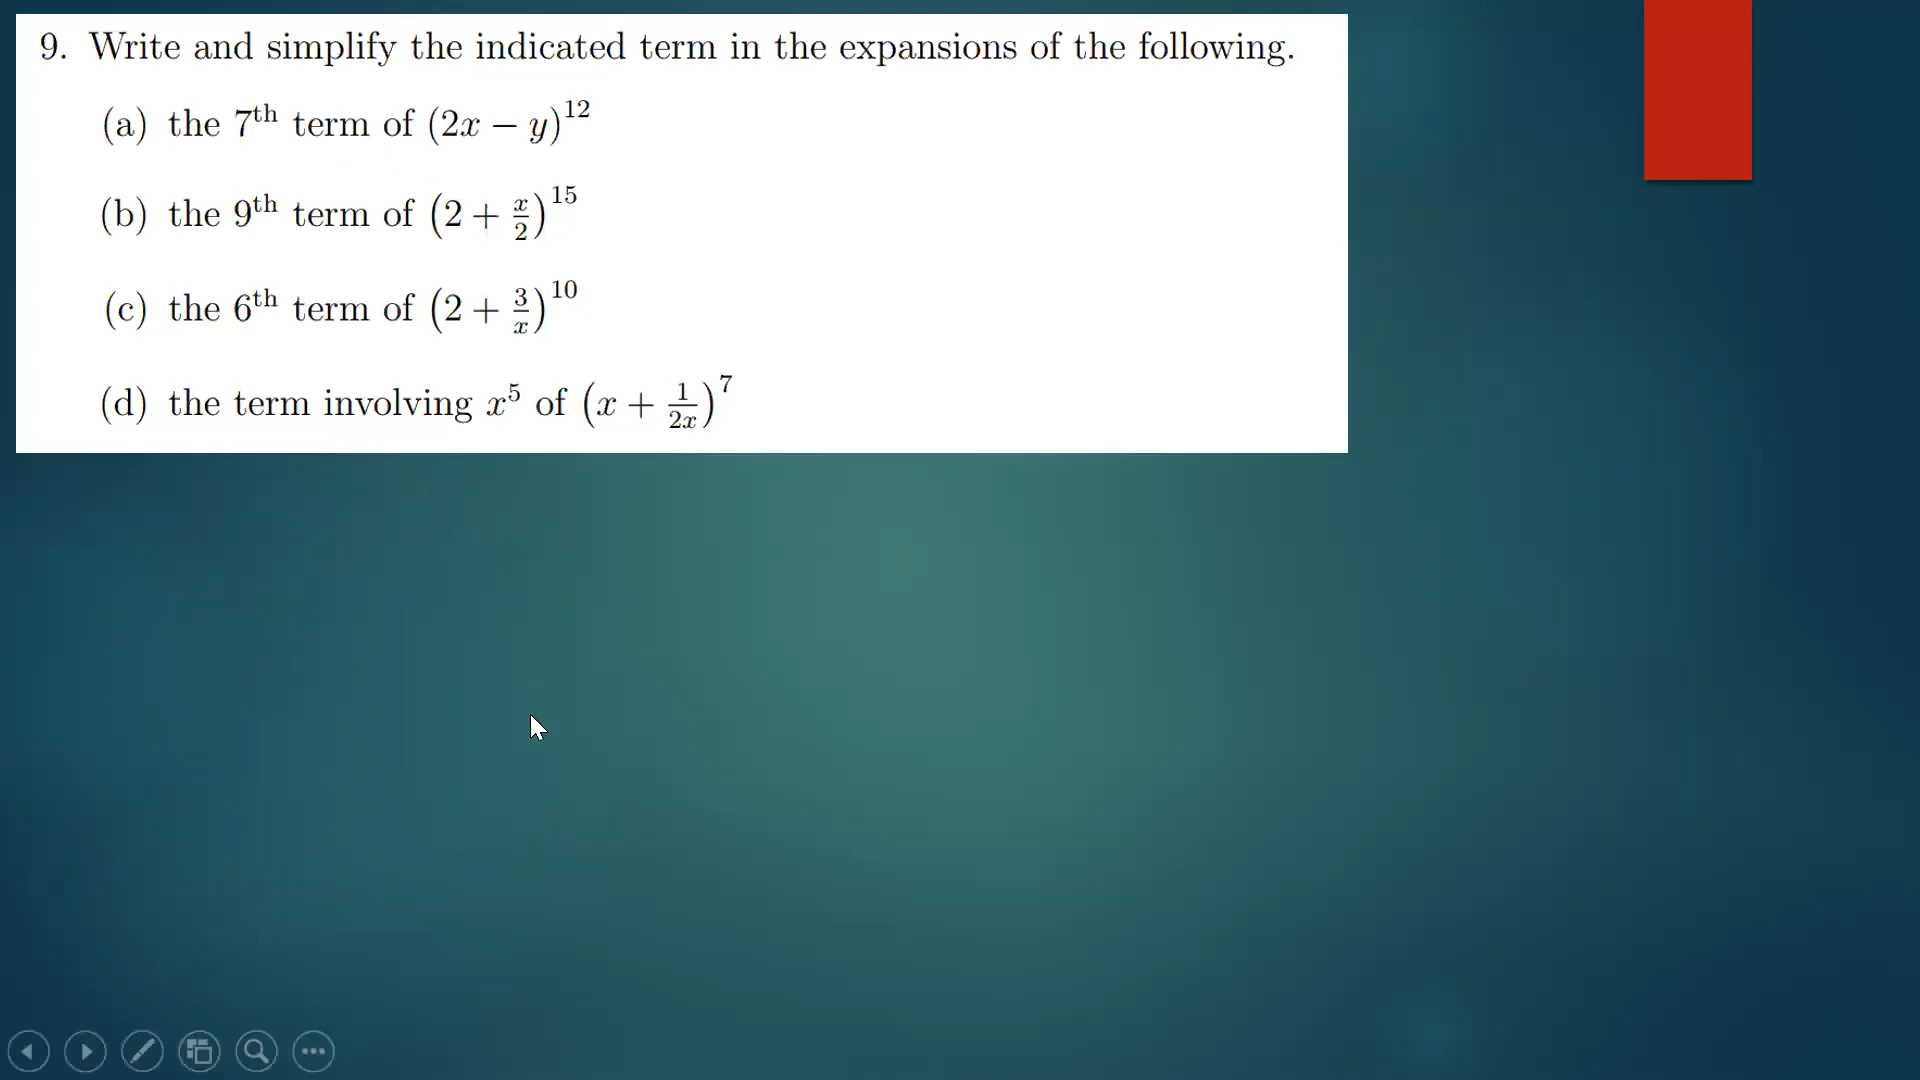 9. Write and simplify the indicated term in the expansions of the following.
(a) the 7th term of (2x − y)^12
(b) the 9th term of (2 + x/2)^15
(c) the 6th term of (2 + 3/x)^10
(d) the term involving x^5 of (x + 1/2x)^7